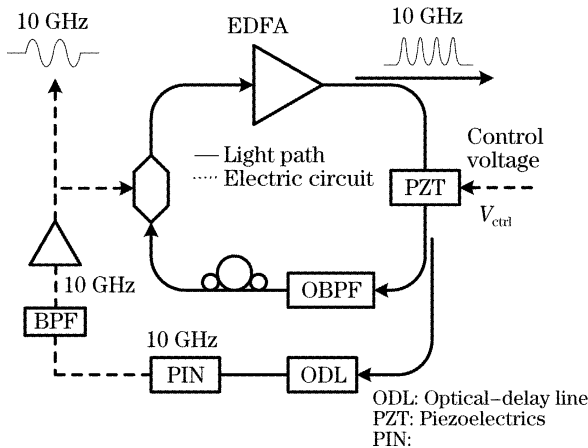 10 GHz
EDFA
10 GHz
Light path
Electric circuit
Control
voltage
PZT
Vctrl
10 GHz
OBPF
BPF
10 GHz
PIN
ODL
ODL: Optical-delay line
PZT: Piezoelectrics
PIN: